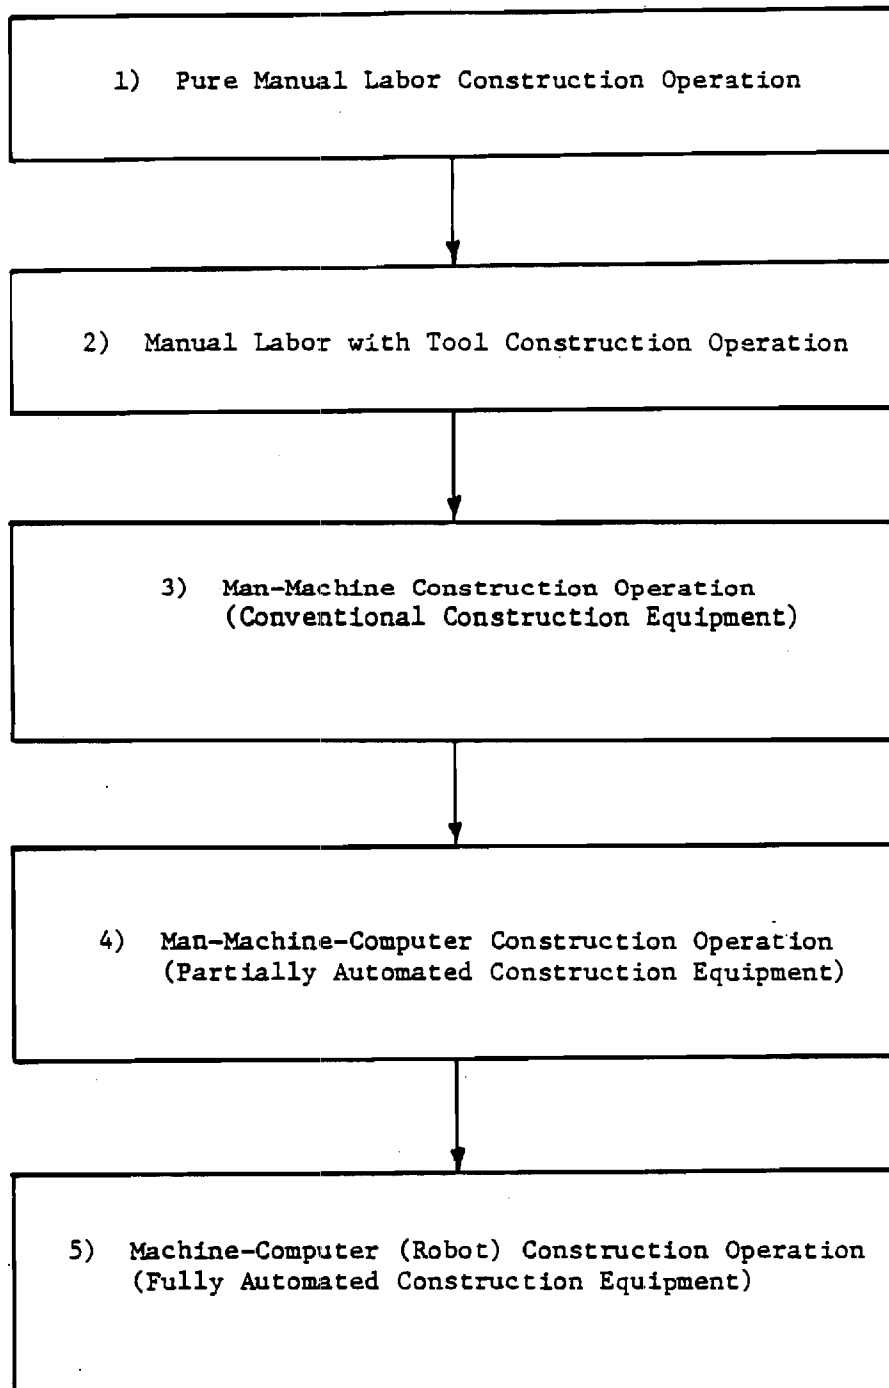 1) Pure Manual Labor Construction Operation
2) Manual Labor with Tool Construction Operation
3) Man-Machine Construction Operation
(Conventional Construction Equipment)
4) Man-Machine-Computer Construction Operation
(Partially Automated Construction Equipment)
5) Machine-Computer (Robot) Construction Operation
(Fully Automated Construction Equipment)